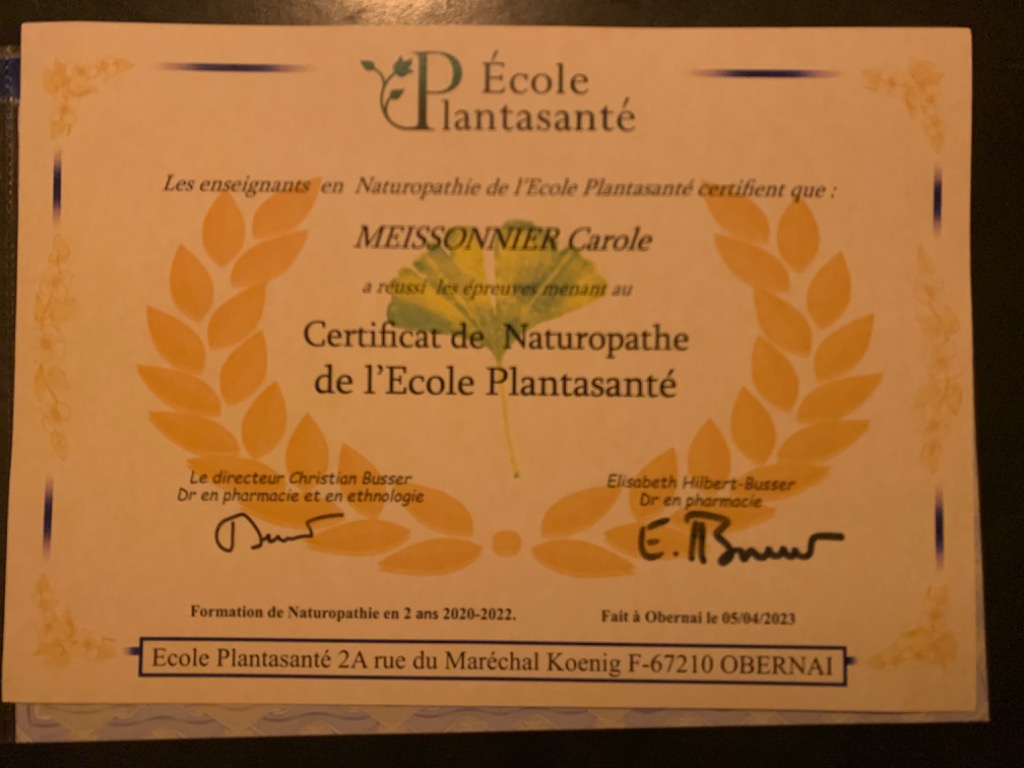 École
Plantasanté
Les enseignants en Naturopathie de l'Ecole Plantasanté certifient que :
MEISSONNIER Carole
a réussi les épreuves menant au
Certificat de Naturopathe
de l'Ecole Plantasanté
Le directeur Christian Busser
Dr en pharmacie et en ethnologie
Elisabeth Hilbert-Busser
Dr en pharmacie
Formation de Naturopathie en 2 ans 2020-2022.
Fait à Obernai le 05/04/2023
Ecole Plantasanté 2A rue du Maréchal Koenig F-67210 OBERNAI